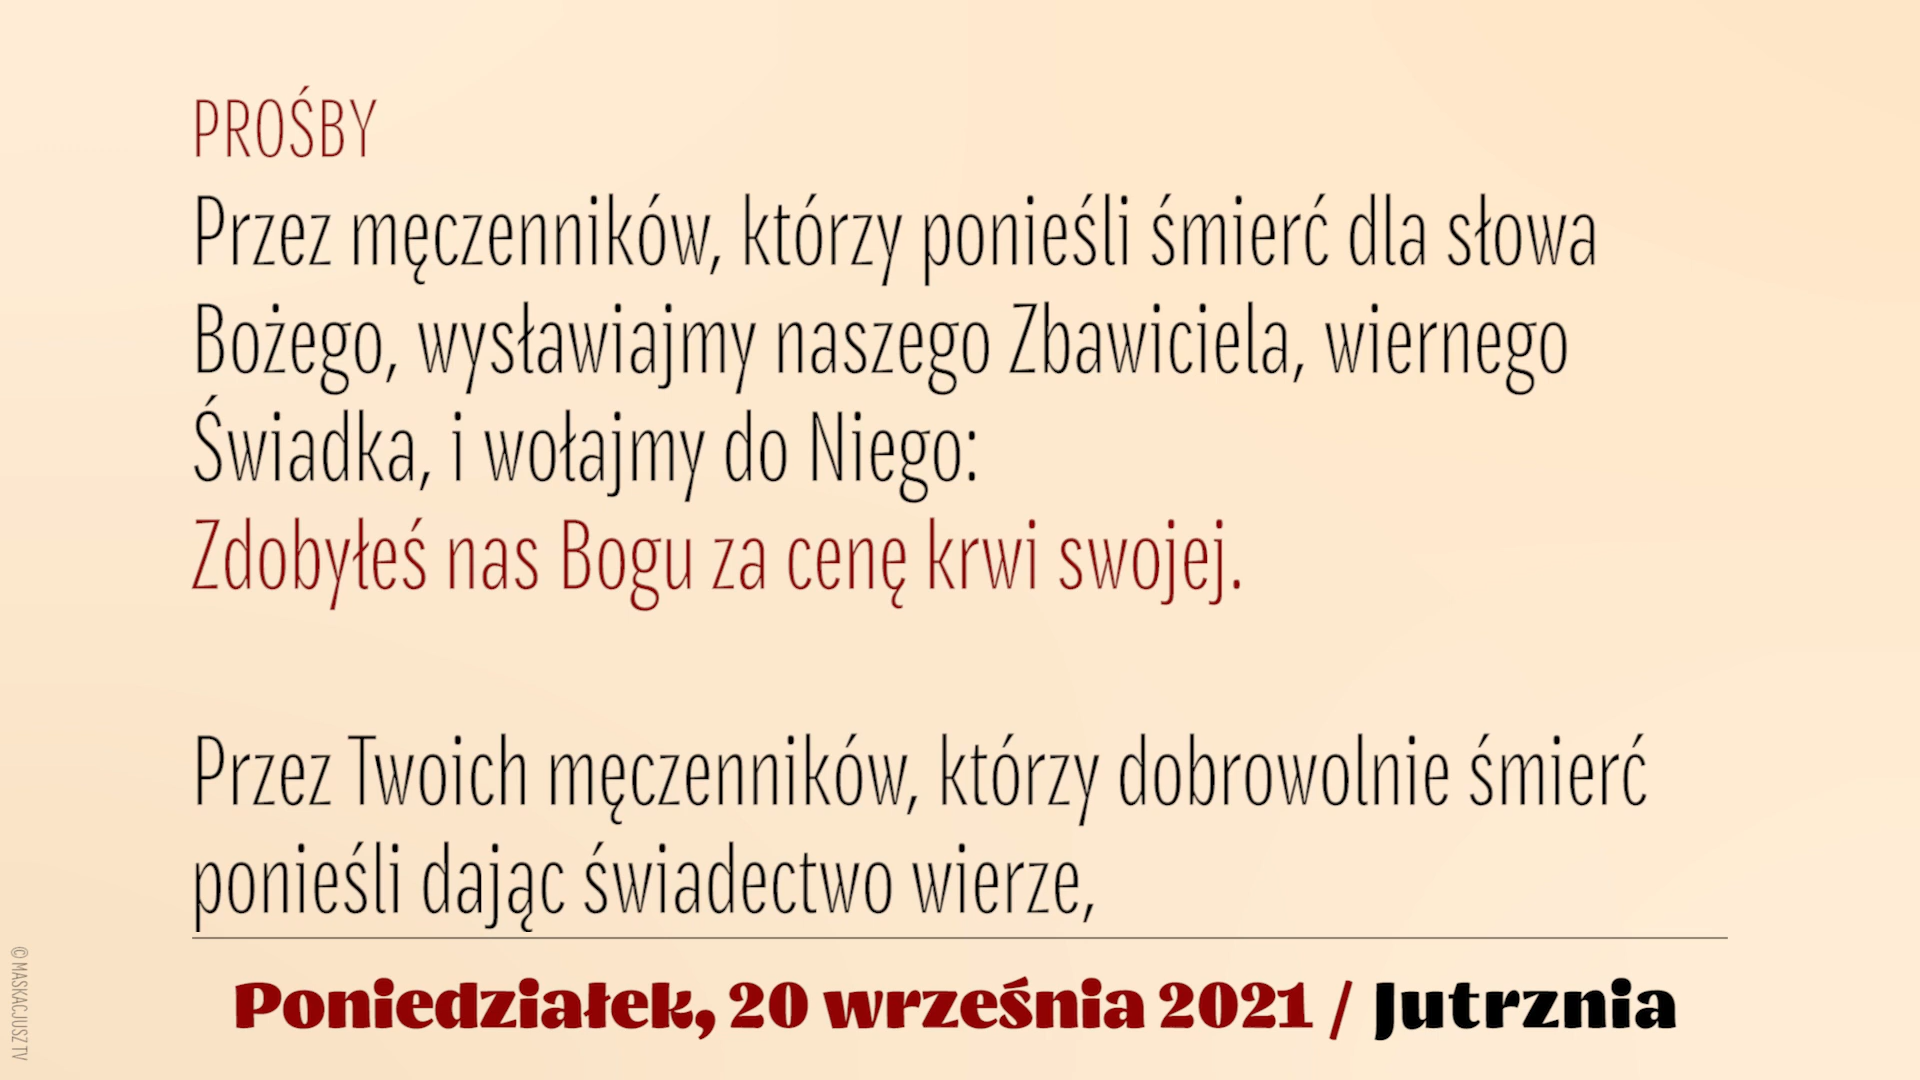 PROŚBY
Przez męczenników, którzy ponieśli śmierć dla słowa
Bożego, wysławiajmy naszego Zbawiciela, wiernego
Świadka, i wołajmy do Niego:
Zdobyłeś nas Bogu za cenę krwi swojej.
Przez Twoich męczenników, którzy dobrowolnie śmierć
ponieśli dając świadectwo wierze,
Poniedziałek, 20 września 2021 / Jutrznia
© MASKACJUSZ TV